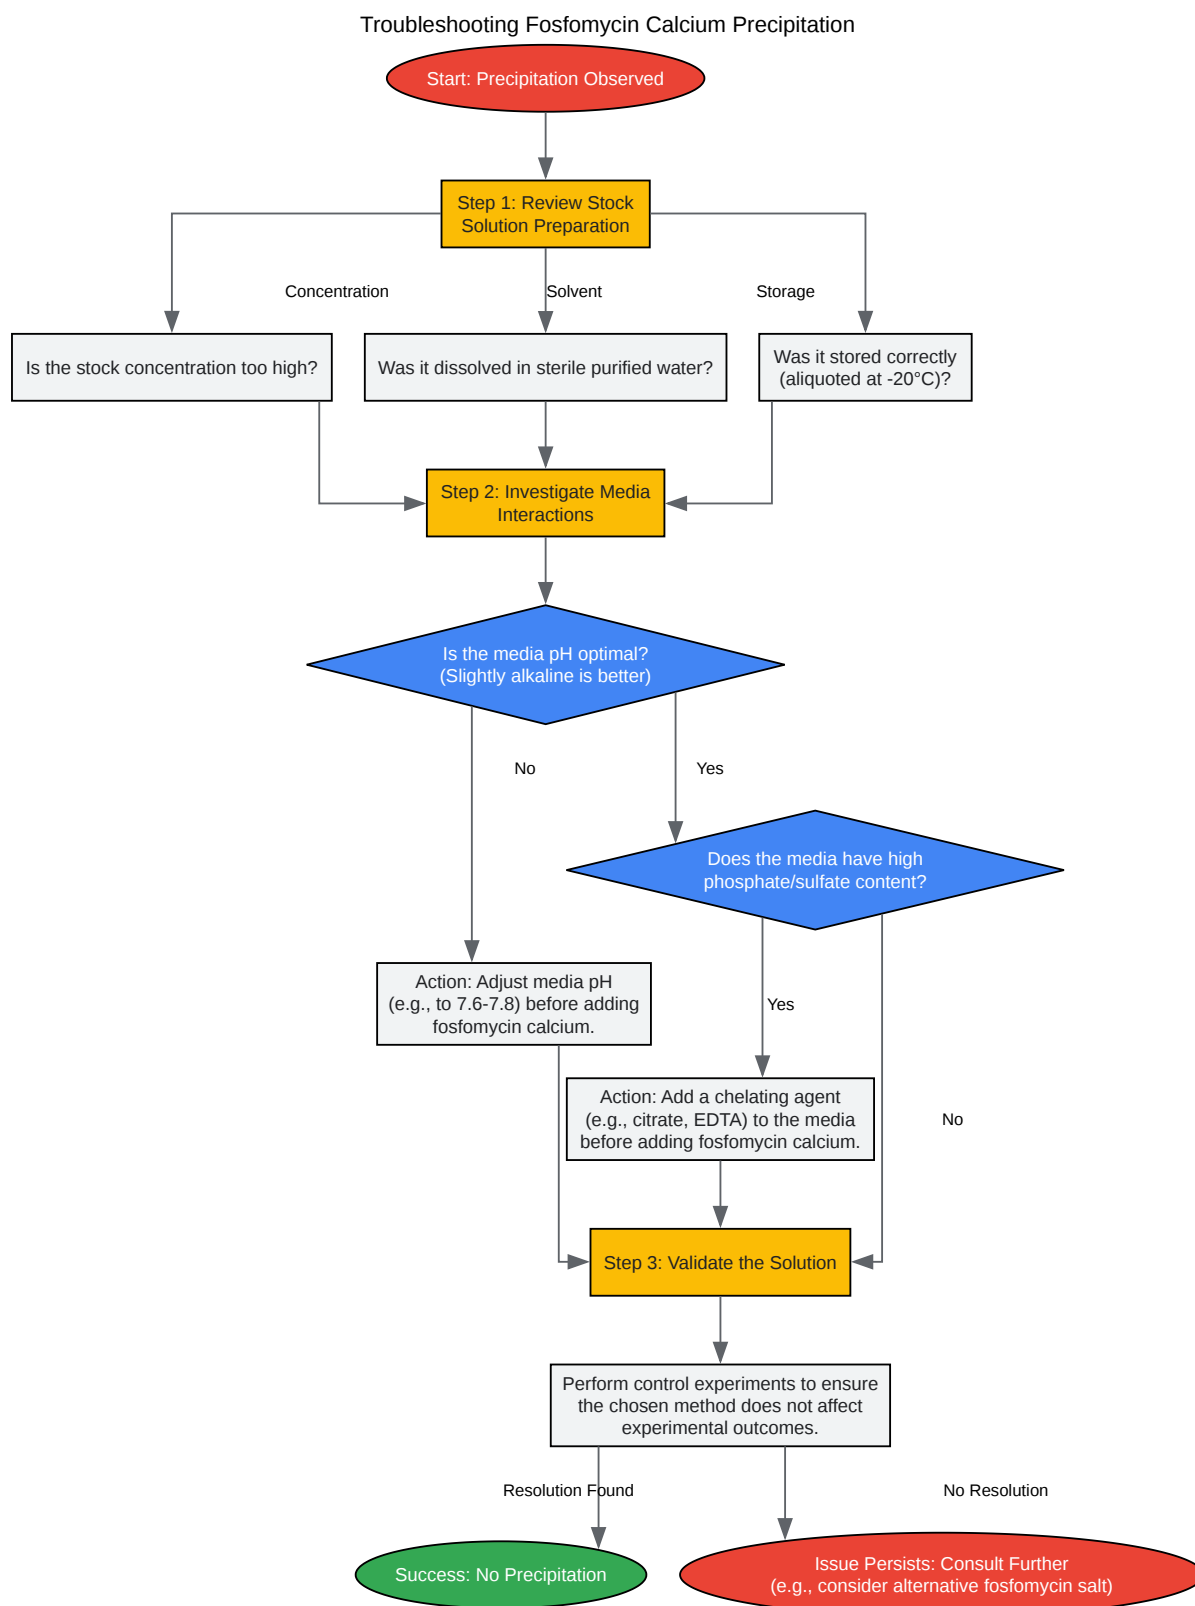 Troubleshooting Fosfomycin Calcium Precipitation
Start: Precipitation Observed
Step 1: Review Stock
Solution Preparation
Concentration
Solvent
Storage
Is the stock concentration too high?
Was it dissolved in sterile purified water?
Was it stored correctly
(aliquoted at -20°C)?
Step 2: Investigate Media
Interactions
Is the media pH optimal?
(Slightly alkaline is better)
No
Yes
Does the media have high
phosphate/sulfate content?
Action: Adjust media pH
(e.g., to 7.6-7.8) before adding
fosfomycin calcium.
Yes
Action: Add a chelating agent
(e.g., citrate, EDTA) to the media
before adding fosfomycin calcium.
No
Step 3: Validate the Solution
Perform control experiments to ensure
the chosen method does not affect
experimental outcomes.
Resolution Found
No Resolution
Success: No Precipitation
Issue Persists: Consult Further
(e.g., consider alternative fosfomycin salt)